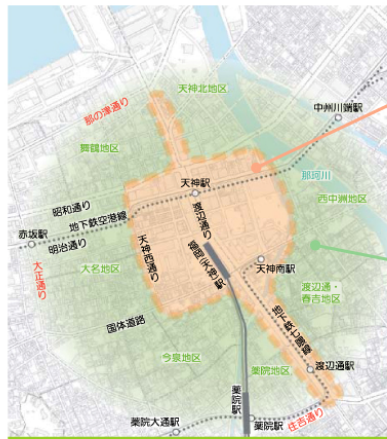 天神北地区
那の津通り
中州川端駅
舞鶴地区
那珂川
天神駅
西中洲地区
昭和通り
渡辺通り
地下鉄空港線
赤坂駅
明治通り
天神西通り
福岡(天神)駅
天神南駅
大名地区
大正通り
渡辺通・
春吉地区
地下鉄七隈線
国体道路
今泉地区
薬院地区
渡辺通駅
薬院駅
薬院大通駅
薬院駅
住吉通り